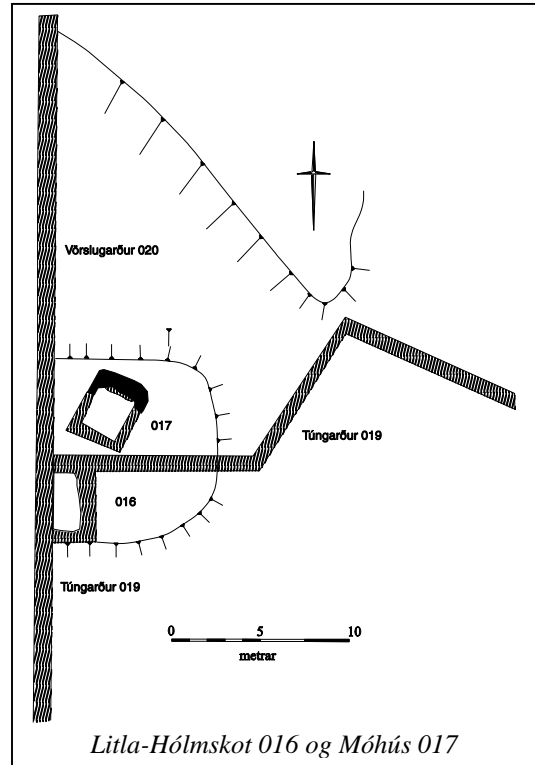 Vörslugarður 020
017
Túngarður 019
016
Túngarður 019
0 5 10
metrar
Litla-Hólmskot 016 og Móhús 017